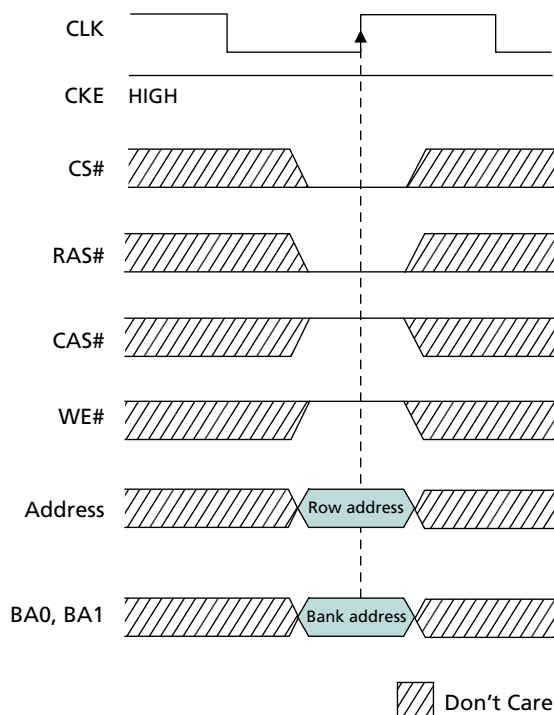 CLK
CKE HIGH
CS#
RAS#
CAS#
WE#
Address Row address
BA0, BA1 Bank address
Don't Care